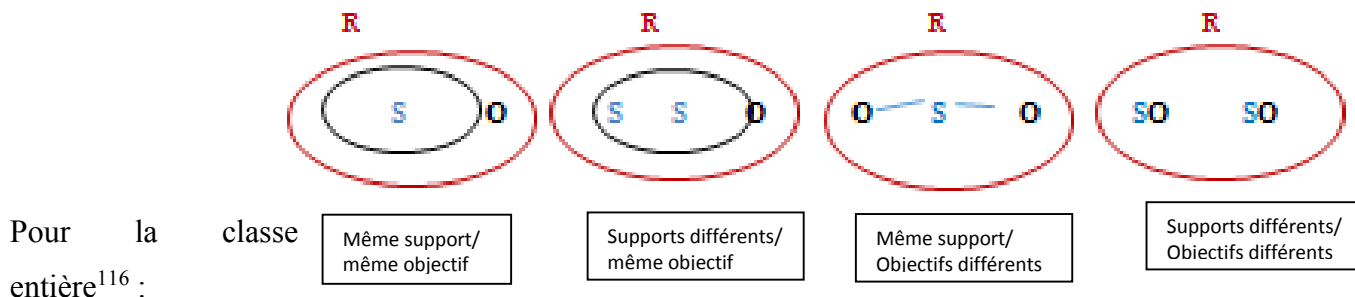 R R R R
S O S S O O S O SO SO
Pour la classe
entière116 :
Même support/
même objectif
Supports différents/
même objectif
Même support/
Objectifs différents
Supports différents/
Objectifs différents